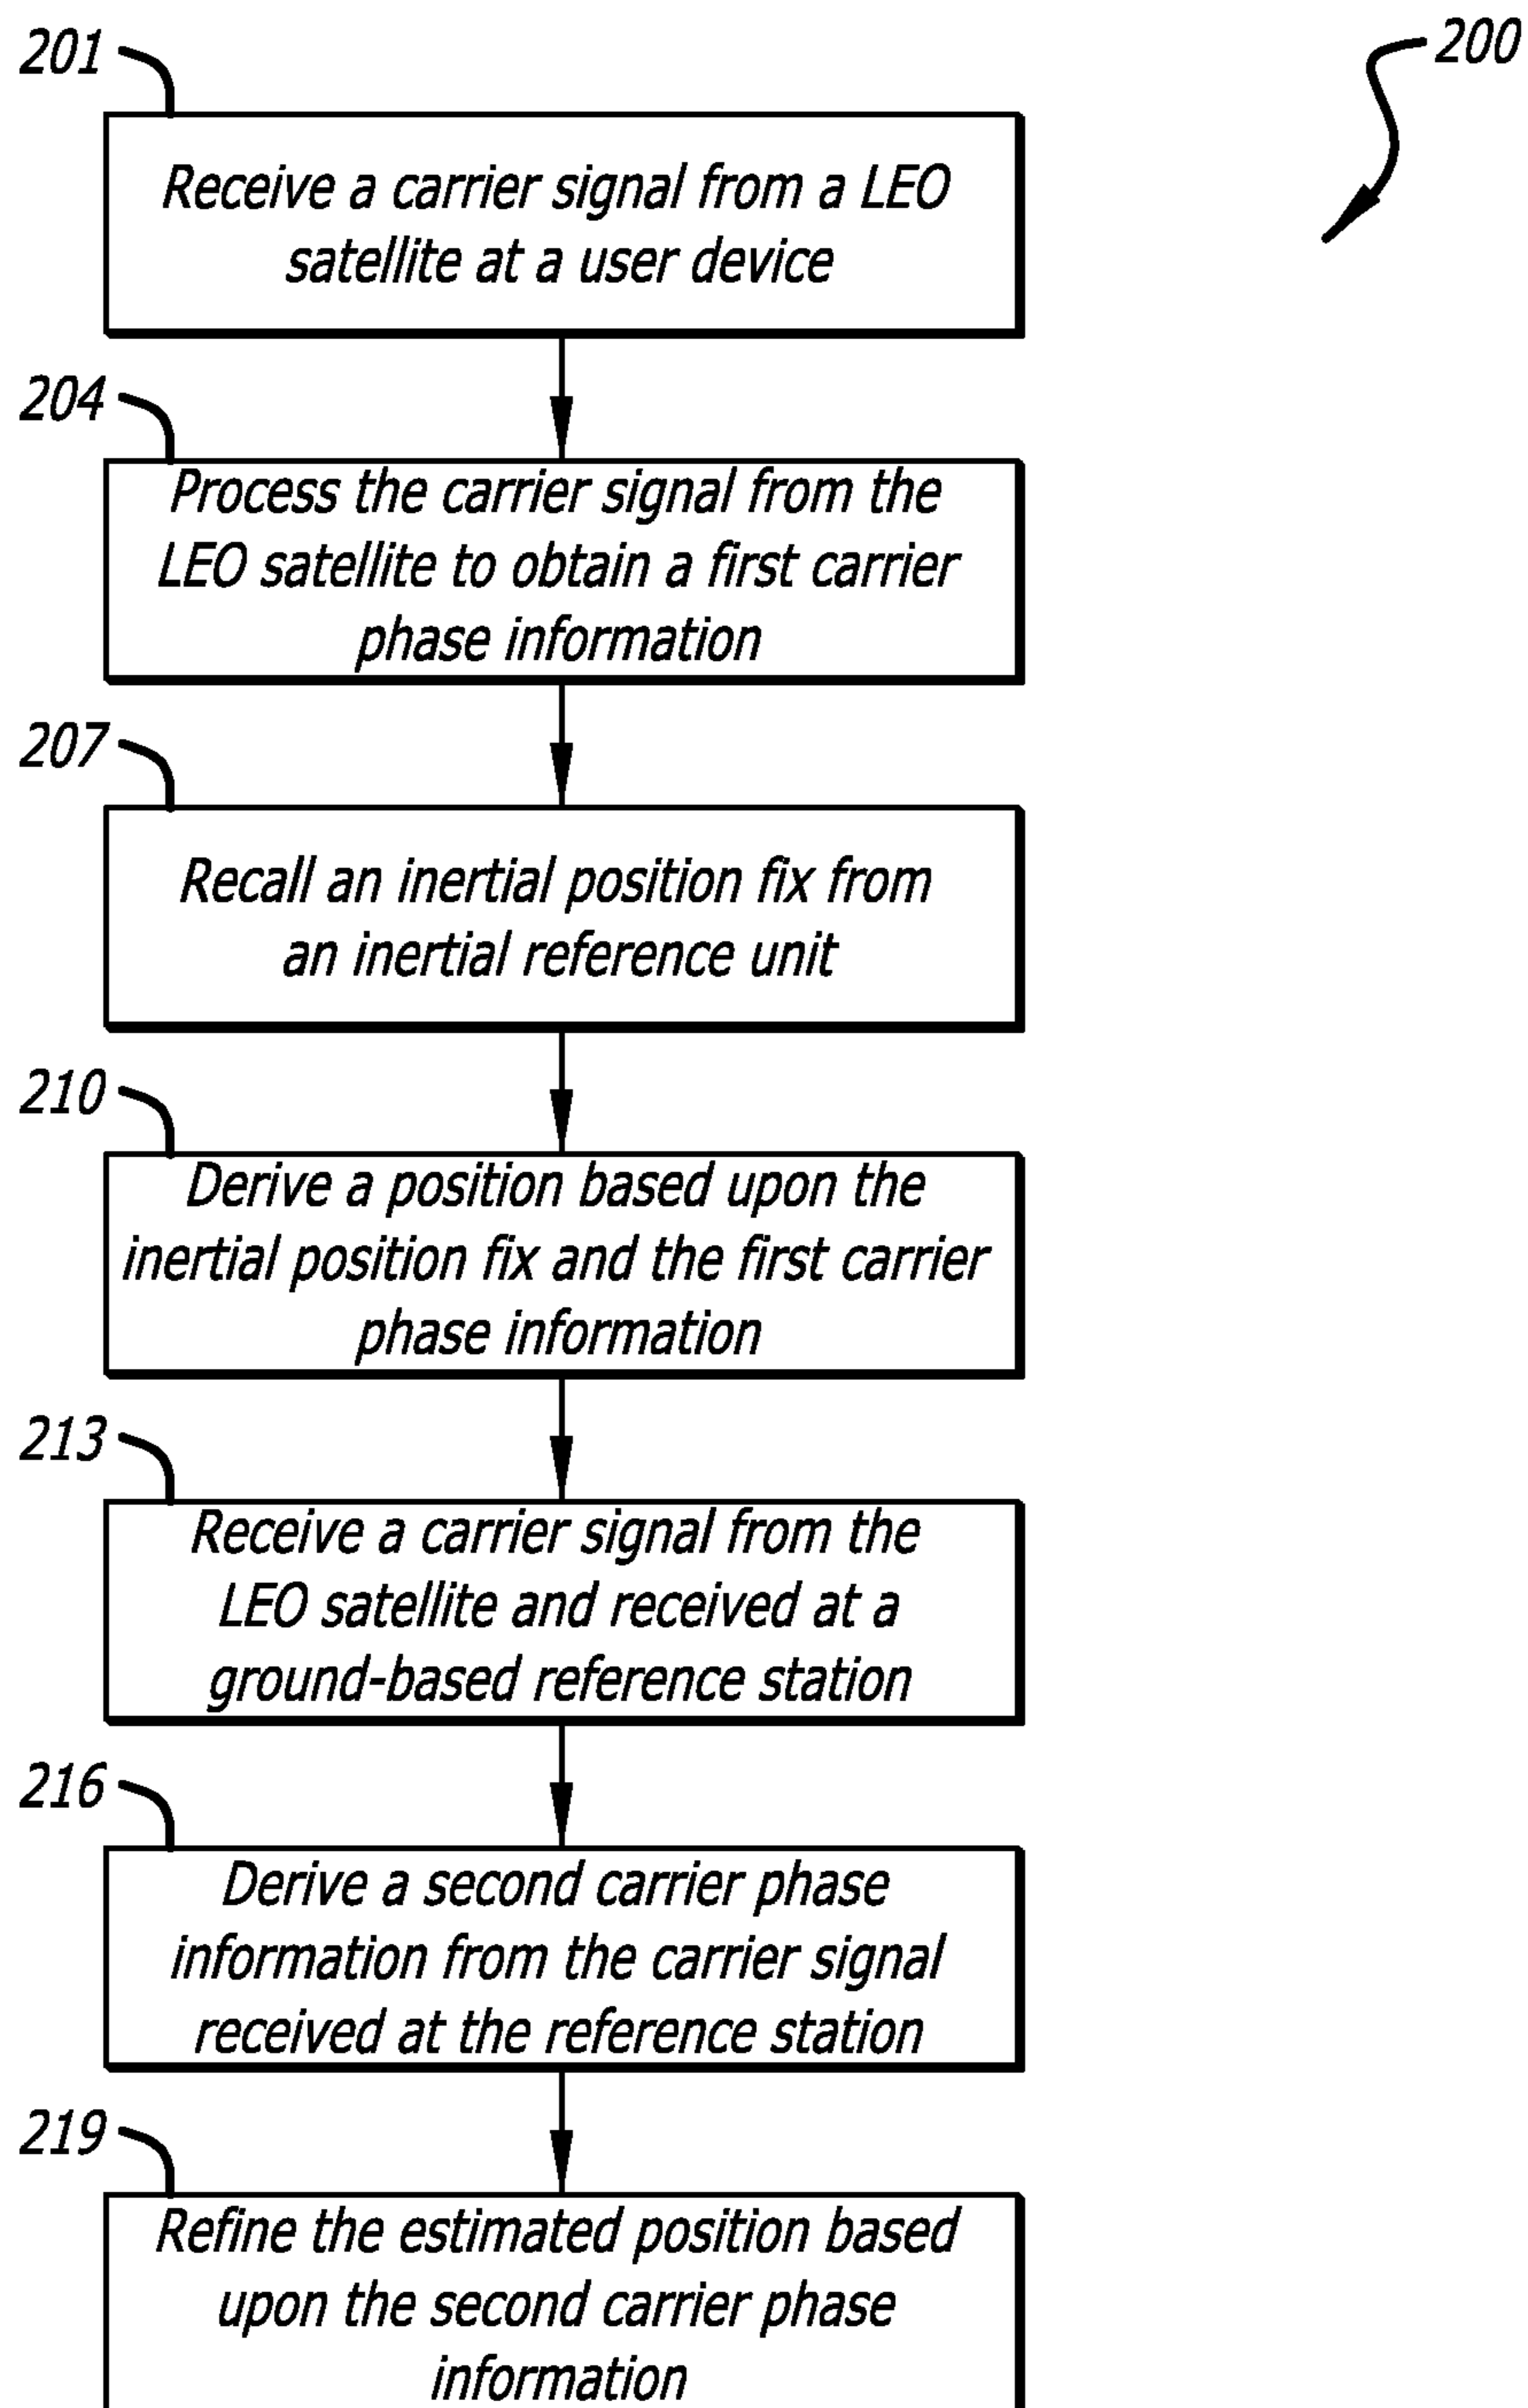 201
200
Receive a carrier signal from a LEO
satellite at a user device
204
Process the carrier signal from the
LEO satellite to obtain a first carrier
phase information
207
Recall an inertial position fix from
an inertial reference unit
210
Derive a position based upon the
inertial position fix and the first carrier
phase information
213
Receive a carrier signal from the
LEO satellite and received at a
ground-based reference station
216
Derive a second carrier phase
information from the carrier signal
received at the reference station
219
Refine the estimated position based
upon the second carrier phase
information